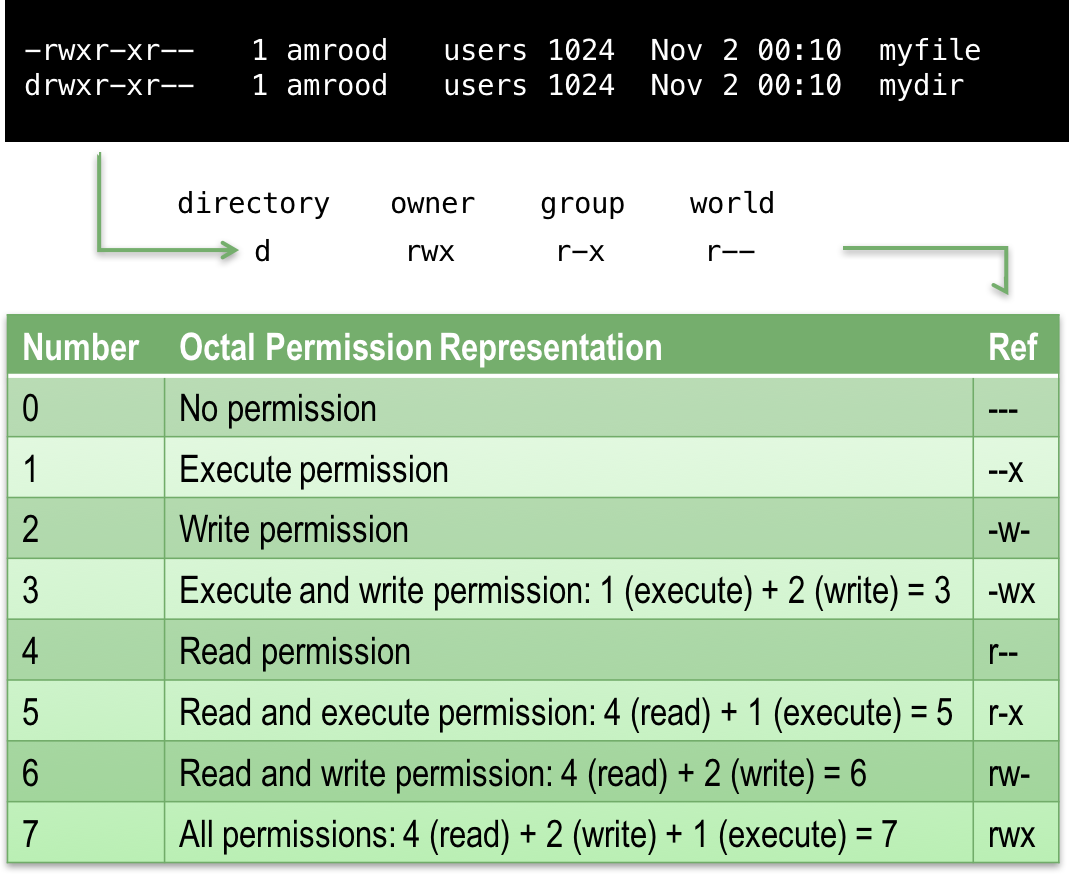 -rwxr-xr-- 1 amrood users 1024 Nov 2 00:10 myfile
drwxr-xr-- 1 amrood users 1024 Nov 2 00:10 mydir
directory owner group world
d rwx r-x r--
Number Octal Permission Representation Ref
0 No permission ---
1 Execute permission --x
2 Write permission -w-
3 Execute and write permission: 1 (execute) + 2 (write) = 3 -wx
4 Read permission r--
5 Read and execute permission: 4 (read) + 1 (execute) = 5 r-x
6 Read and write permission: 4 (read) + 2 (write) = 6 rw-
7 All permissions: 4 (read) + 2 (write) + 1 (execute) = 7 rwx